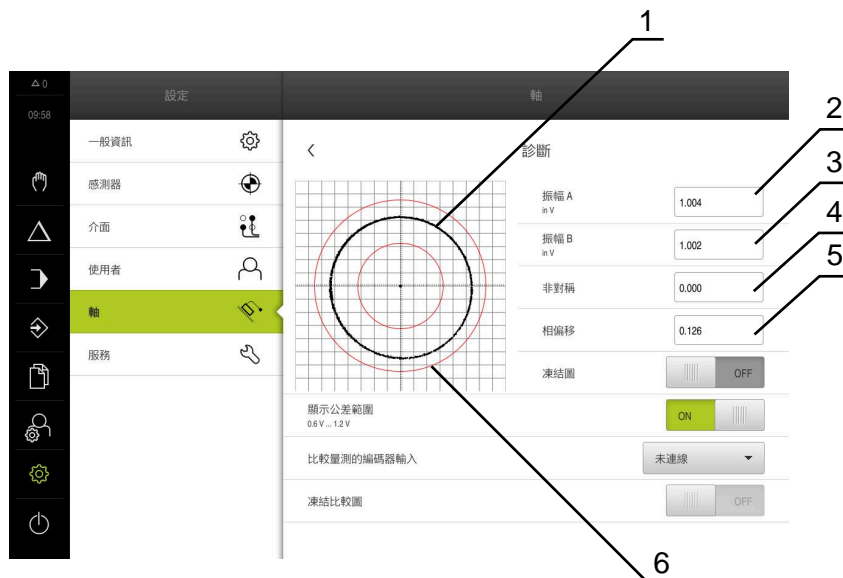 1
△ 0
設定
軸
09:58
2
一般資訊
診斷
3
感測器
振幅 A
in V
1.004
4
介面
振幅 B
in V
1.002
5
使用者
非對稱
0.000
軸
相偏移
0.126
服務
凍結圖
OFF
顯示公差範圍
0.6 V ... 1.2 V
ON
比較量測的編碼器輸入
未連線
凍結比較圖
OFF
6